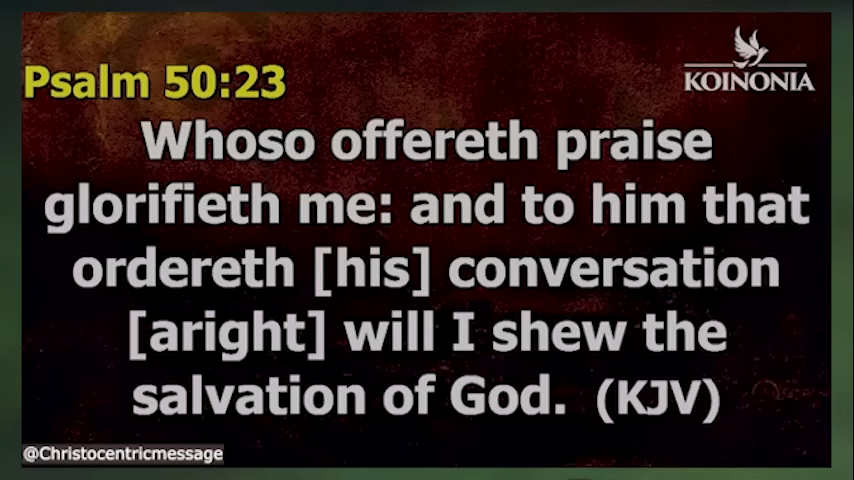 Psalm 50:23
KOINONIA
Whoso offereth praise
glorifieth me: and to him that
ordereth [his] conversation
[aright] will I shew the
salvation of God. (KJV)
@Christocentricmessage